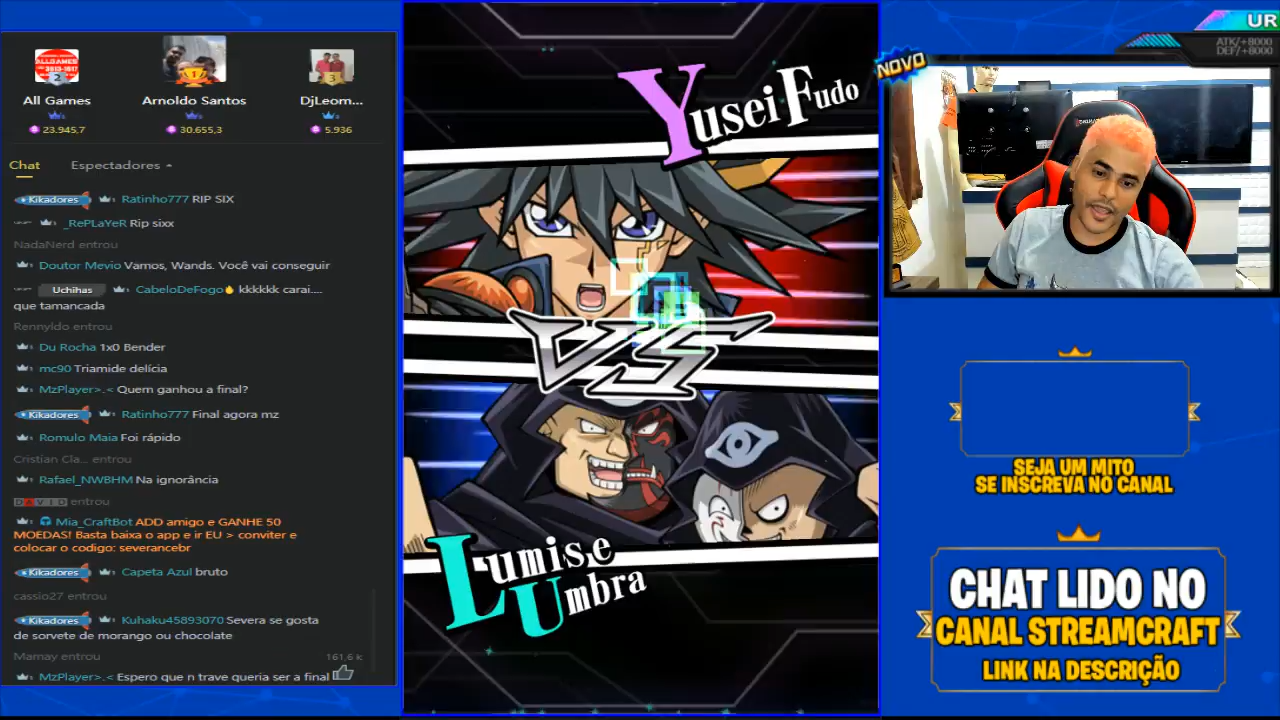 ALLGAMES
2
1
3
All Games
Arnoldo Santos
DjLeom...
23.945,7
30.655,3
5.936
Chat
Espectadores
Kikadores Ratinho777 RIP SIX
_RePLaYeR Rip sixx
NadaNerd entrou
Doutor Mevio Vamos, Wands. Você vai conseguir
Uchihas CabeloDeFogo🔥 kkkkkk carai....
que tamancada
Rennyldo entrou
Du Rocha 1x0 Bender
mc90 Triamide delícia
MzPlayer>.< Quem ganhou a final?
Kikadores Ratinho777 Final agora mz
Romulo Maia Foi rápido
Cristian Cla... entrou
Rafael_NWBHM Na ignorância
DAVID entrou
Mia_CraftBot ADD amigo e GANHE 50
MOEDAS! Basta baixa o app e ir EU > conviter e
colocar o codigo: severancebr
Kikadores Capeta Azul bruto
cassio27 entrou
Kikadores Kuhaku45893070 Severa se gosta
de sorvete de morango ou chocolate
Mamay entrou
161,6 k
MzPlayer>.< Espero que n trave queria ser a final
Yusei Fudo
VS
Lumis e
Umbra
UR
ATK/+8000
DEF/+8000
NOVO
SEJA UM MITO
SE INSCREVA NO CANAL
CHAT LIDO NO
CANAL STREAMCRAFT
LINK NA DESCRIÇÃO